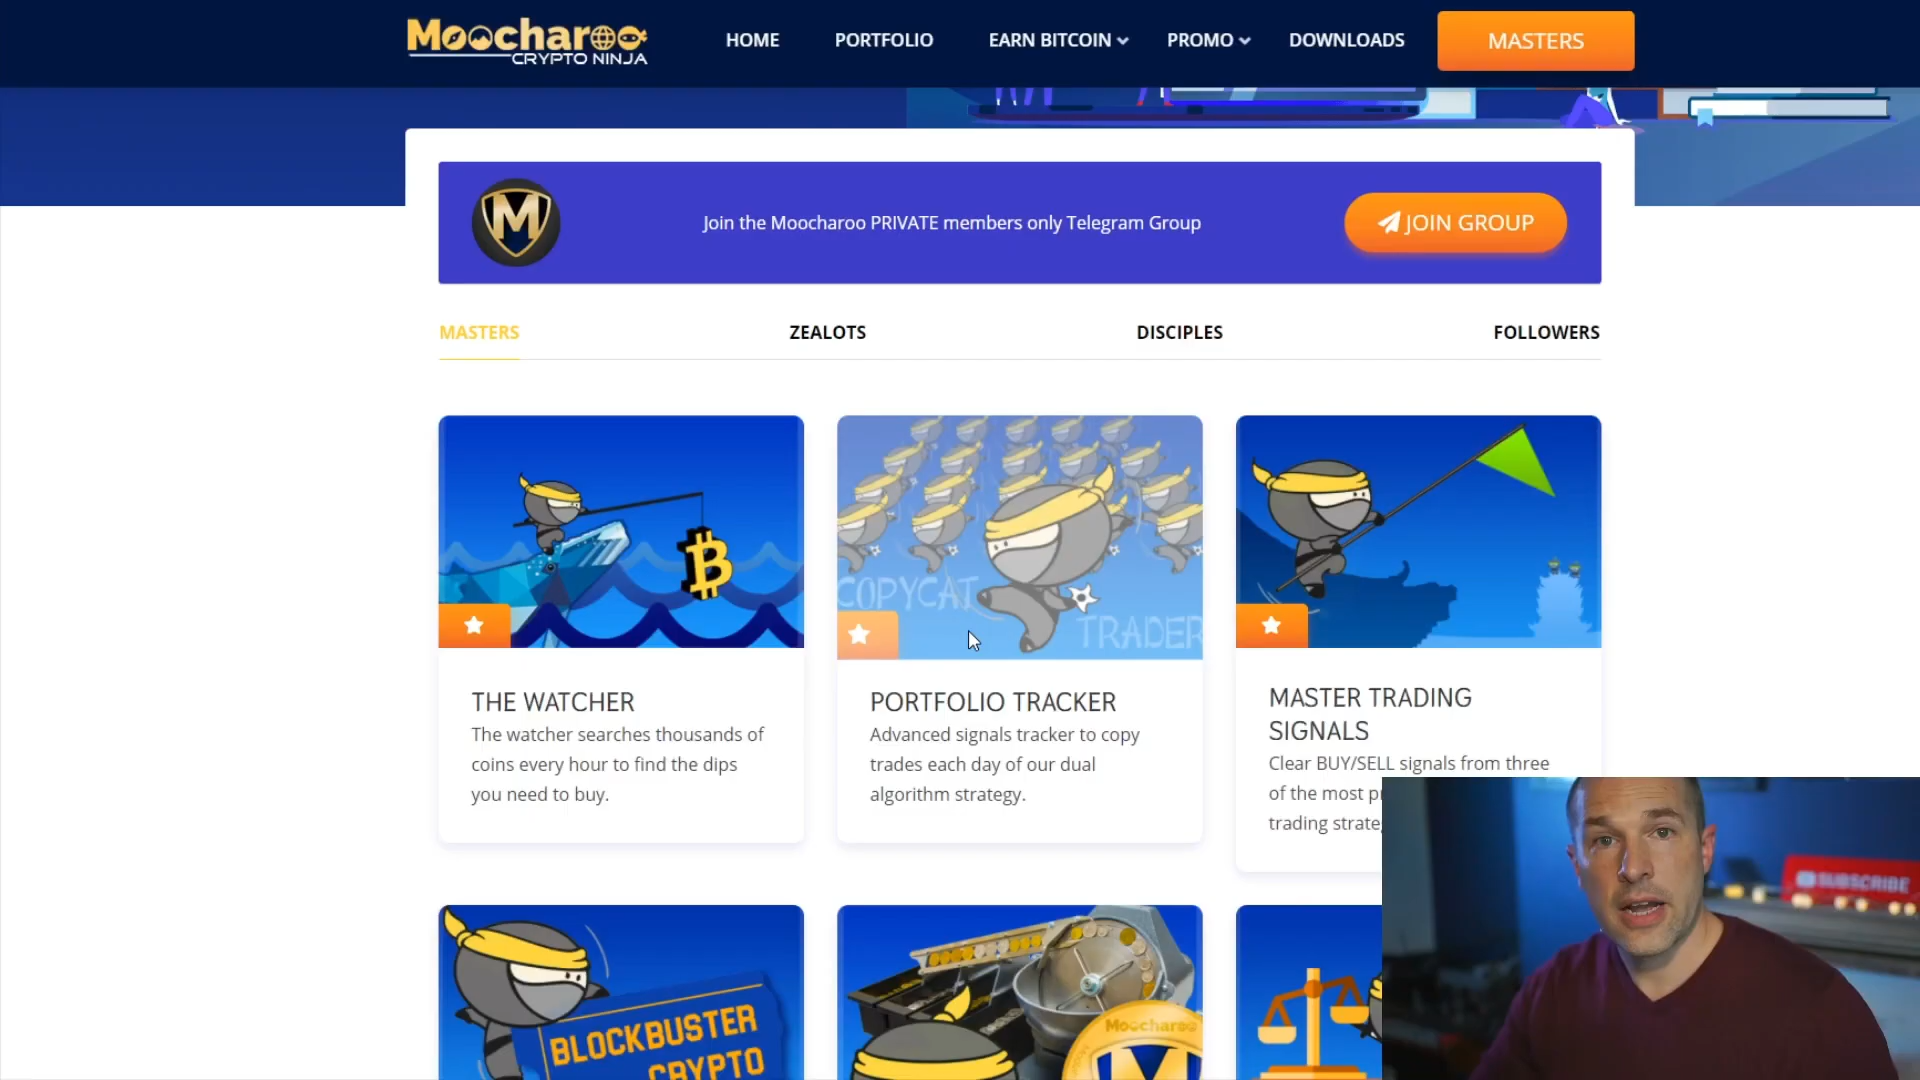 Moocharoo
CRYPTO NINJA
HOME
PORTFOLIO
EARN BITCOIN
PROMO
DOWNLOADS
MASTERS
M
Join the Moocharoo PRIVATE members only Telegram Group
JOIN GROUP
MASTERS
ZEALOTS
DISCIPLES
FOLLOWERS
COPYCAT
TRADER
THE WATCHER
The watcher searches thousands of
coins every hour to find the dips
you need to buy.
PORTFOLIO TRACKER
Advanced signals tracker to copy
trades each day of our dual
algorithm strategy.
MASTER TRADING
SIGNALS
Clear BUY/SELL signals from three
of the most
trading
SUBSCRIBE
BLOCKBUSTER
CRYPTO
Moocharoo